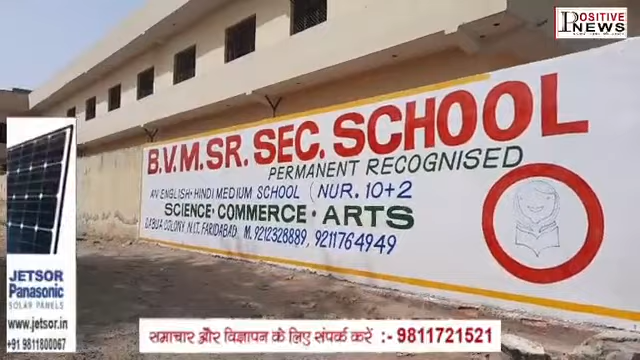 POSITIVE
NEWS
B.V.M. SR. SEC. SCHOOL
PERMANENT RECOGNISED
AN ENGLISH • HINDI MEDIUM SCHOOL (NUR. 10+2
SCIENCE • COMMERCE • ARTS
DABUA COLONY, N.I.T. FARIDABAD. M. 9212328889, 9211764949
JETSOR
Panasonic
SOLAR PANELS
www.jetsor.in
+91 9811800067
समाचार और विज्ञापन के लिए संपर्क करें :- 9811721521